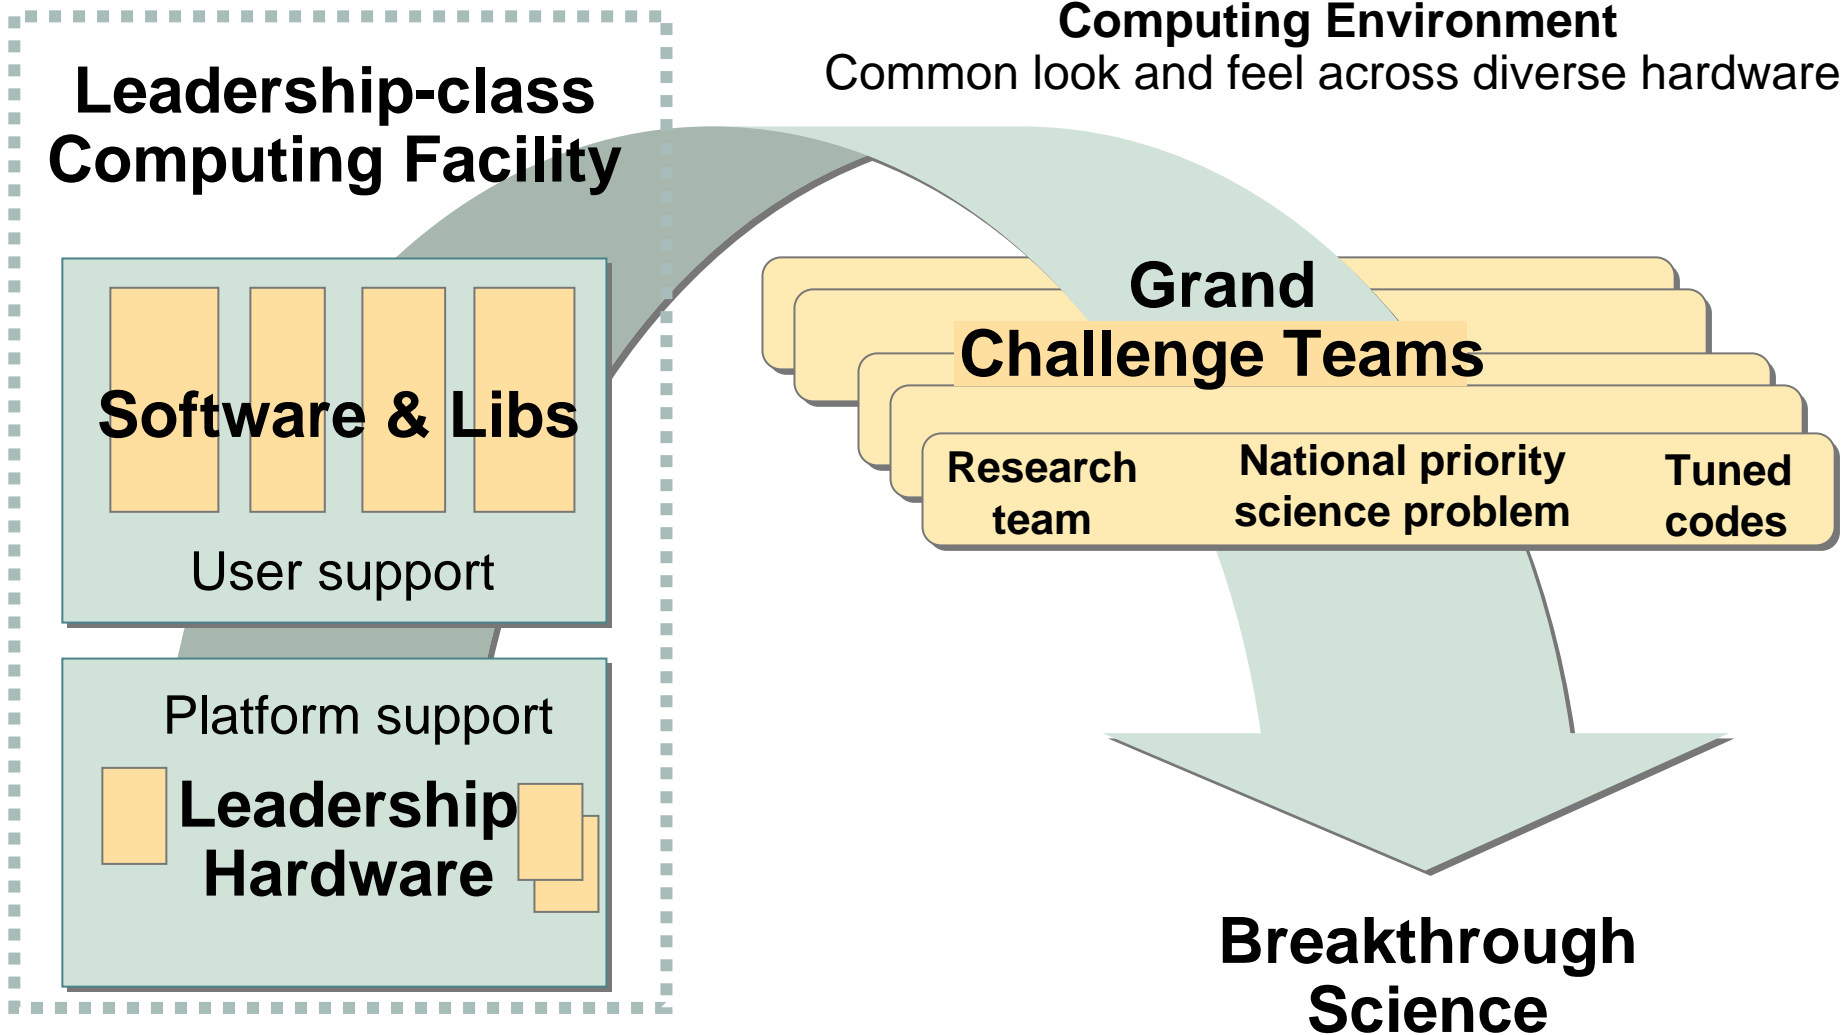 Computing Environment
Common look and feel across diverse hardware
Leadership-class
Computing Facility
Software & Libs
User support
Platform support
Leadership
Hardware
Grand
Challenge Teams
Research
team
National priority
science problem
Tuned
codes
Breakthrough
Science